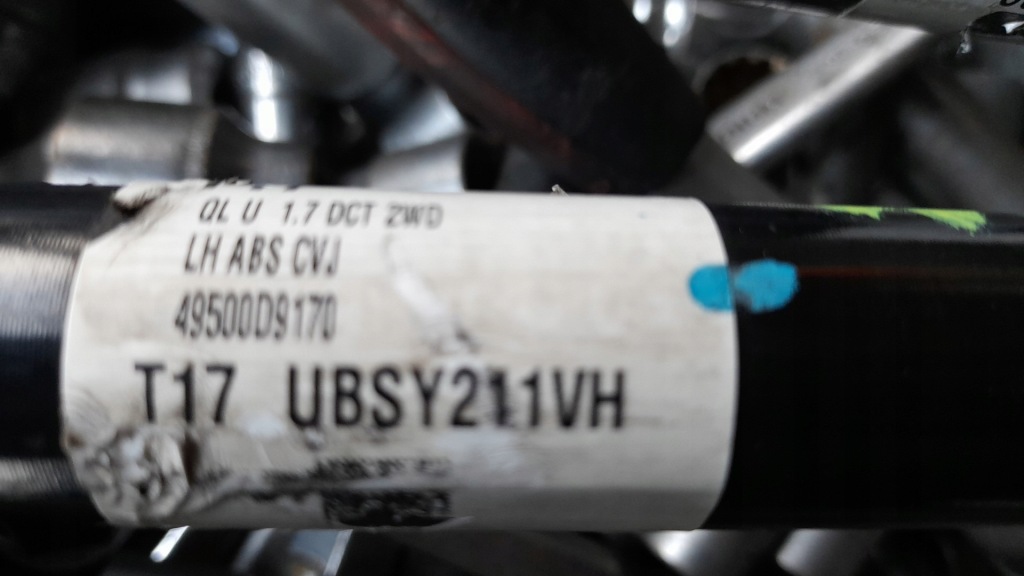 QL U 1.7 DCT 2WD
LH ABS CVJ
49500D9170
T17 UBSY211VH